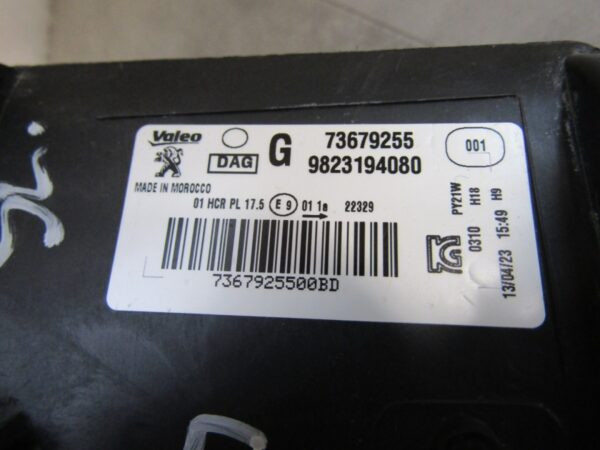 Valeo
DAG
G
73679255
9823194080
001
MADE IN MOROCCO
01 HCR PL 17.5 E 9 01 1a 22329
7367925500BD
PY21W H18 H9
0310
13/04/23 15:49